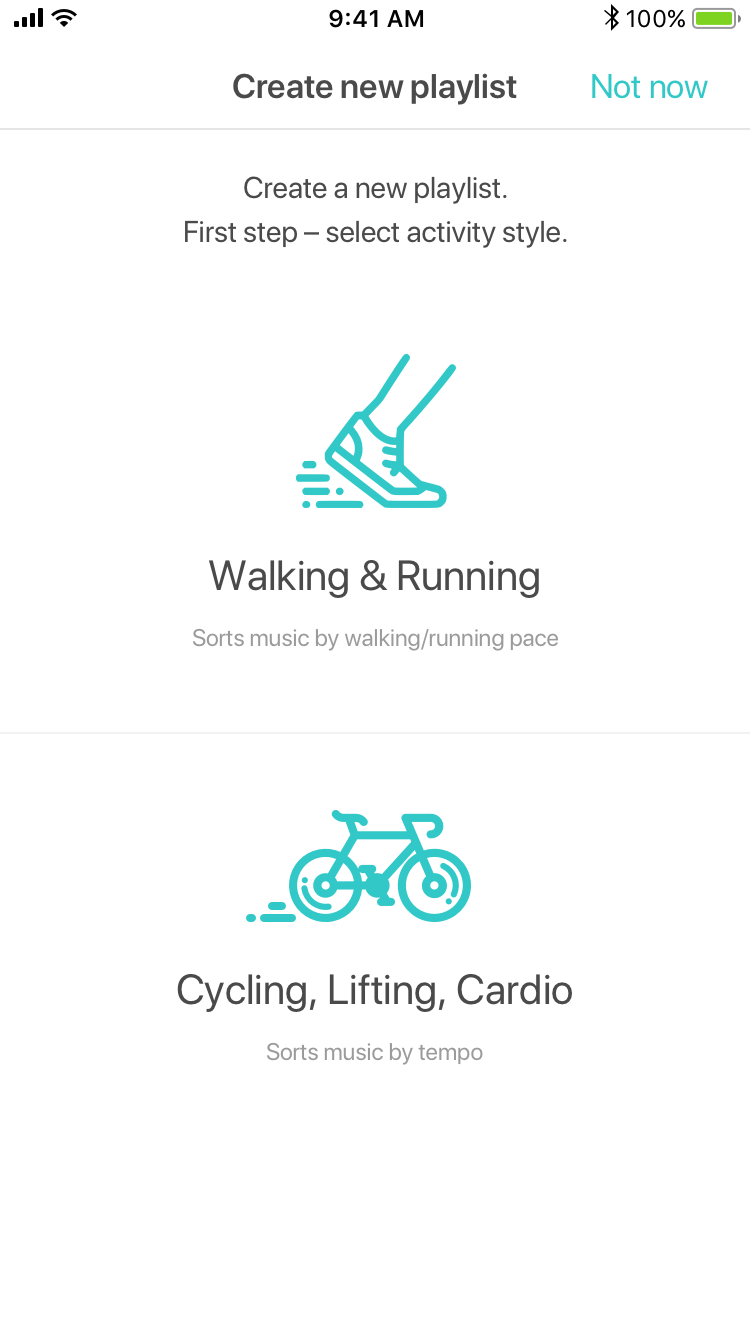 9:41 AM
100%
Create new playlist
Not now
Create a new playlist.
First step – select activity style.
Walking & Running
Sorts music by walking/running pace
Cycling, Lifting, Cardio
Sorts music by tempo